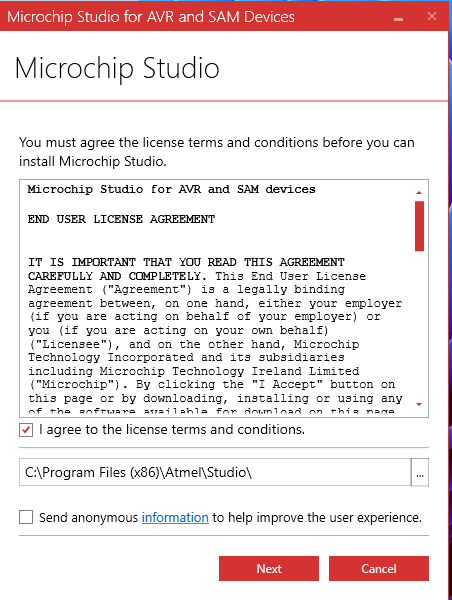 Microchip Studio for AVR and SAM Devices
Microchip Studio
You must agree the license terms and conditions before you can
install Microchip Studio.
Microchip Studio for AVR and SAM devices
END USER LICENSE AGREEMENT
IT IS IMPORTANT THAT YOU READ THIS AGREEMENT
CAREFULLY AND COMPLETELY. This End User License
Agreement ("Agreement") is a legally binding
agreement between, on one hand, either your employer
(if you are acting on behalf of your employer) or
you (if you are acting on your own behalf)
("Licensee"), and on the other hand, Microchip
Technology Incorporated and its subsidiaries
including Microchip Technology Ireland Limited
("Microchip"). By clicking the "I Accept" button on
this page or by downloading, installing or using any
of the software available for download on this page
I agree to the license terms and conditions.
C:\Program Files (x86)\Atmel\Studio\
...
Send anonymous information to help improve the user experience.
Next
Cancel